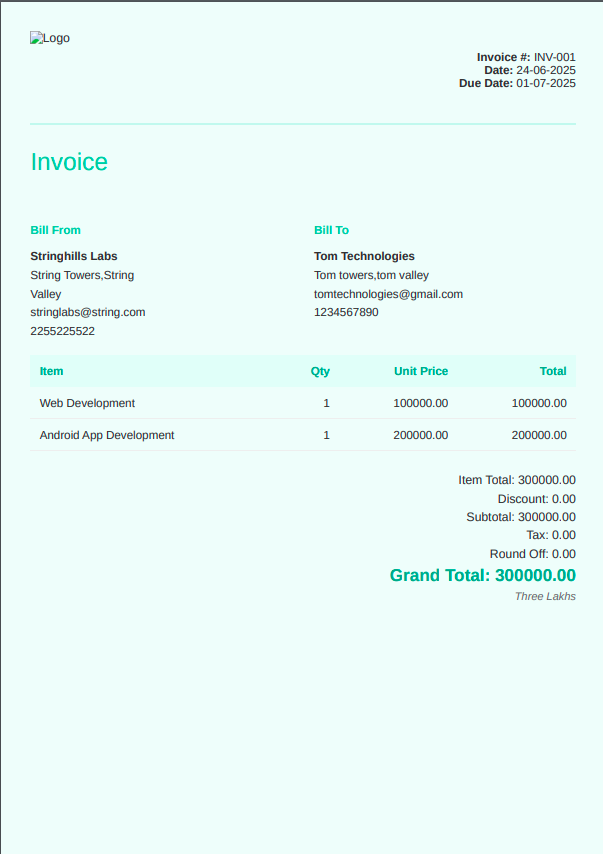 Logo
Invoice #: INV-001
Date: 24-06-2025
Due Date: 01-07-2025
Invoice
Bill From
Stringhills Labs
String Towers,String
Valley
stringlabs@string.com
2255225522
Bill To
Tom Technologies
Tom towers,tom valley
tomtechnologies@gmail.com
1234567890
Item Qty Unit Price Total
Web Development 1 100000.00 100000.00
Android App Development 1 200000.00 200000.00
Item Total: 300000.00
Discount: 0.00
Subtotal: 300000.00
Tax: 0.00
Round Off: 0.00
Grand Total: 300000.00
Three Lakhs